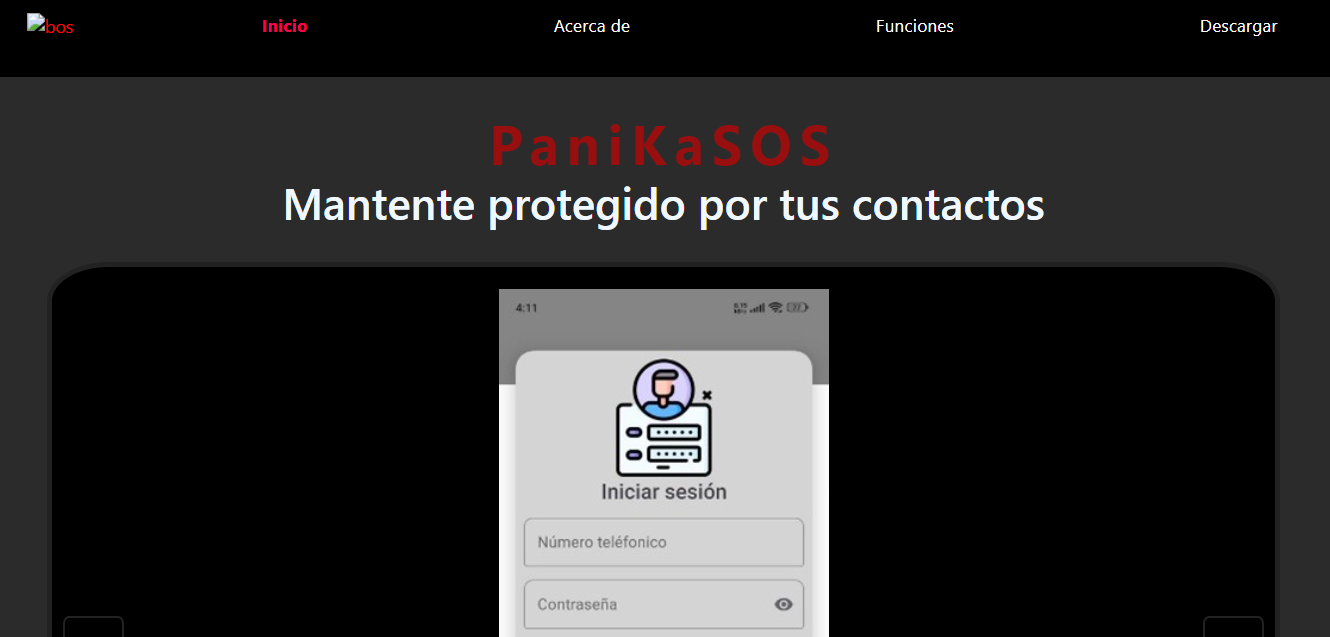 bos
Inicio
Acerca de
Funciones
Descargar
PaniKaSOS
Mantente protegido por tus contactos
4:11
Iniciar sesión
Número teléfonico
Contraseña